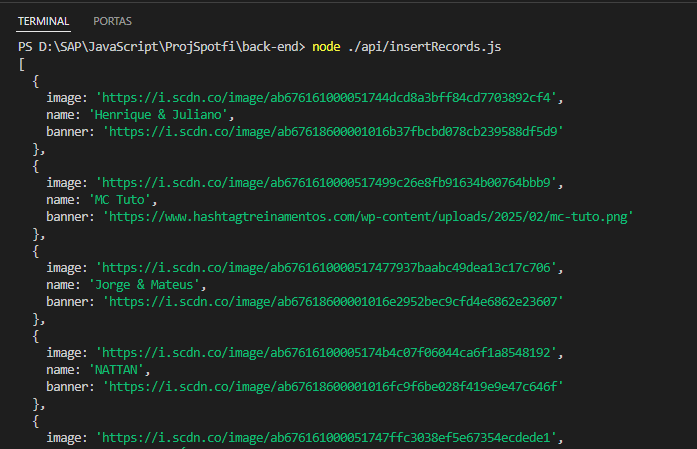 TERMINAL PORTAS
PS D:\SAP\JavaScript\ProjSpotfi\back-end> node ./api/insertRecords.js
[
{
image: 'https://i.scdn.co/image/ab676161000051744dcd8a3bff84cd7703892cf4',
name: 'Henrique & Juliano',
banner: 'https://i.scdn.co/image/ab67618600001016b37fbcbd078cb239588df5d9'
},
{
image: 'https://i.scdn.co/image/ab6761610000517499c26e8fb91634b00764bbb9',
name: 'MC Tuto',
banner: 'https://www.hashtagtreinamentos.com/wp-content/uploads/2025/02/mc-tuto.png'
},
{
image: 'https://i.scdn.co/image/ab6761610000517477937baabc49dea13c17c706',
name: 'Jorge & Mateus',
banner: 'https://i.scdn.co/image/ab67618600001016e2952bec9cfd4e6862e23607'
},
{
image: 'https://i.scdn.co/image/ab67616100005174b4c07f06044ca6f1a8548192',
name: 'NATTAN',
banner: 'https://i.scdn.co/image/ab67618600001016fc9f6be028f419e9e47c646f'
},
{
image: 'https://i.scdn.co/image/ab676161000051747ffc3038ef5e67354ecdede1',